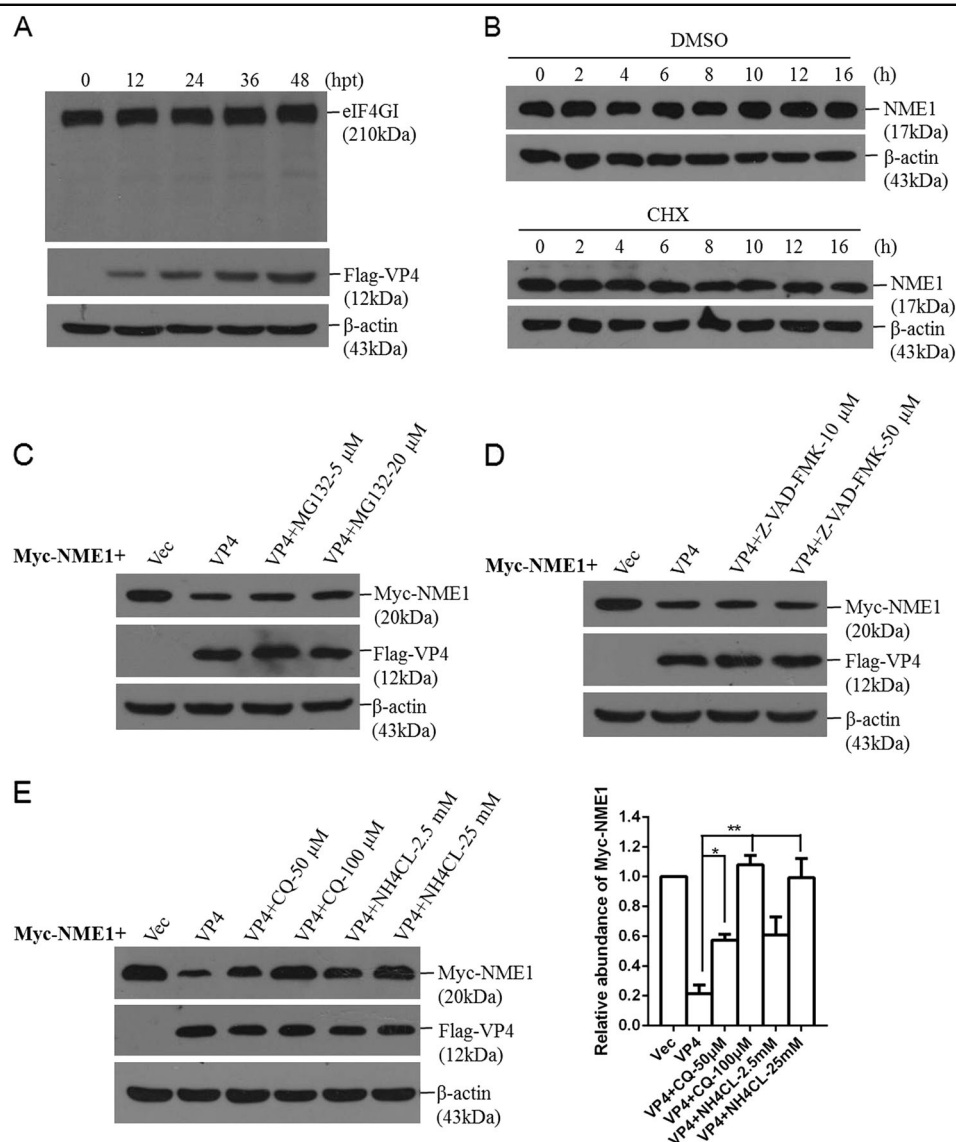 A
0 12 24 36 48 (hpt)
eIF4GI
(210kDa)
Flag-VP4
(12kDa)
β-actin
(43kDa)
B
DMSO
0 2 4 6 8 10 12 16 (h)
NME1
(17kDa)
β-actin
(43kDa)
CHX
0 2 4 6 8 10 12 16 (h)
NME1
(17kDa)
β-actin
(43kDa)
C
Myc-NME1+
Vec
VP4
VP4+MG132-5 μM
VP4+MG132-20 μM
Myc-NME1
(20kDa)
Flag-VP4
(12kDa)
β-actin
(43kDa)
D
Myc-NME1+
Vec
VP4
VP4+Z-VAD-FMK-10 μM
VP4+Z-VAD-FMK-50 μM
Myc-NME1
(20kDa)
Flag-VP4
(12kDa)
β-actin
(43kDa)
E
Myc-NME1+
Vec
VP4
VP4+CQ-50 μM
VP4+CQ-100 μM
VP4+NH4CL-2.5 mM
VP4+NH4CL-25 mM
Myc-NME1
(20kDa)
Flag-VP4
(12kDa)
β-actin
(43kDa)
Relative abundance of Myc-NME1
1.4
1.2
1.0
0.8
0.6
0.4
0.2
0.0
*
**
Vec
VP4
VP4+CQ-50μM
VP4+CQ-100μM
VP4+NH4CL-2.5mM
VP4+NH4CL-25mM